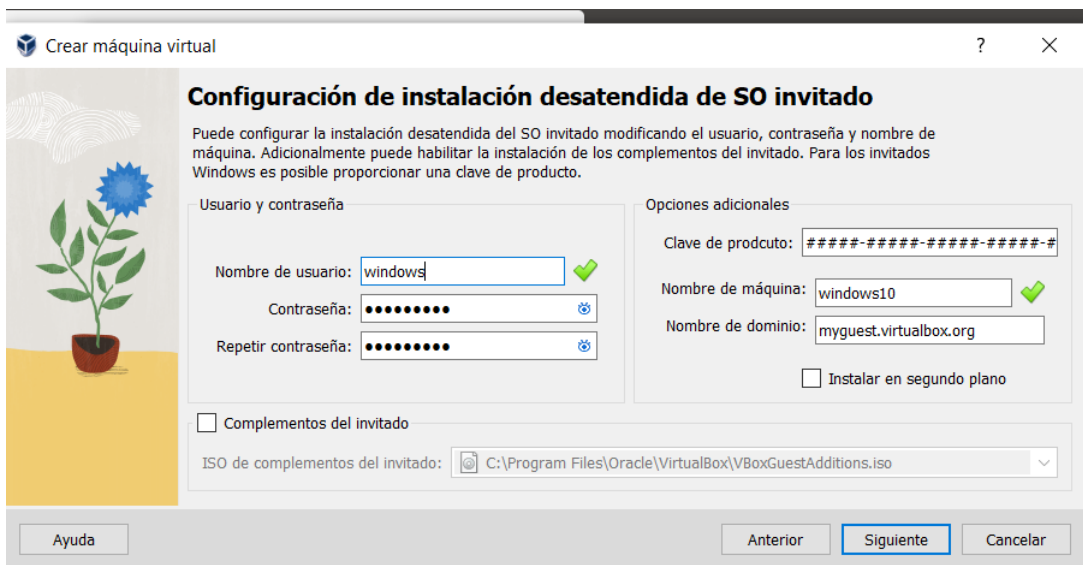 Crear máquina virtual
?
Configuración de instalación desatendida de SO invitado
Puede configurar la instalación desatendida del SO invitado modificando el usuario, contraseña y nombre de
máquina. Adicionalmente puede habilitar la instalación de los complementos del invitado. Para los invitados
Windows es posible proporcionar una clave de producto.
Usuario y contraseña
Nombre de usuario: windows
Contraseña: ●●●●●●●●●
Repetir contraseña: ●●●●●●●●●
Opciones adicionales
Clave de prodcuto: #####-#####-#####-#####-#
Nombre de máquina: windows10
Nombre de dominio: myguest.virtualbox.org
Instalar en segundo plano
Complementos del invitado
ISO de complementos del invitado: C:\Program Files\Oracle\VirtualBox\VBoxGuestAdditions.iso
Ayuda
Anterior
Siguiente
Cancelar